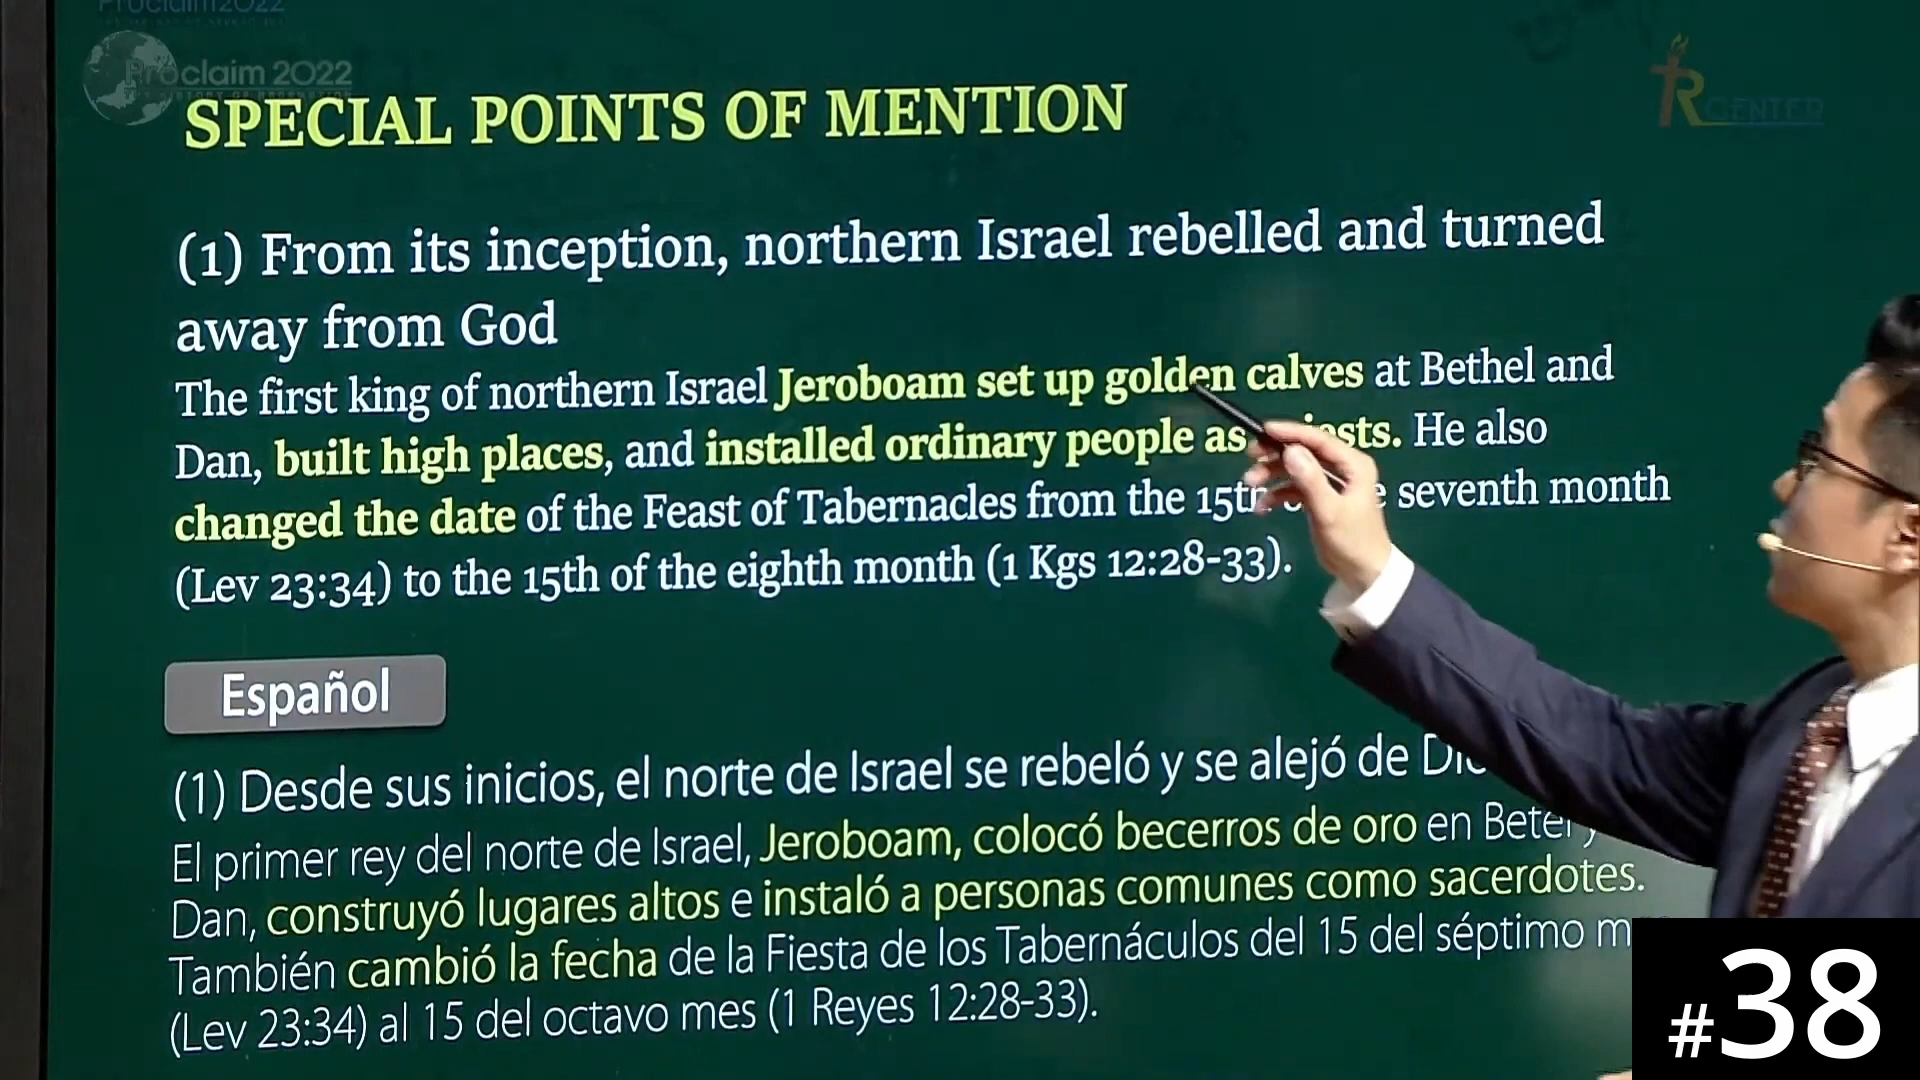 Proclaim2022
Proclaim 2022
SPECIAL POINTS OF MENTION
R CENTER
(1) From its inception, northern Israel rebelled and turned
away from God
The first king of northern Israel Jeroboam set up golden calves at Bethel and
Dan, built high places, and installed ordinary people as He also
changed the date of the Feast of Tabernacles from the 15th seventh month
(Lev 23:34) to the 15th of the eighth month (1 Kgs 12:28-33).
Español
(1) Desde sus inicios, el norte de Israel se rebeló y se alejó de
El primer rey del norte de Israel, Jeroboam, colocó becerros de oro en Betel y
Dan, construyó lugares altos e instaló a personas comunes como sacerdotes.
También cambió la fecha de la Fiesta de los Tabernáculos del 15 del séptimo
(Lev 23:34) al 15 del octavo mes (1 Reyes 12:28-33).
#38